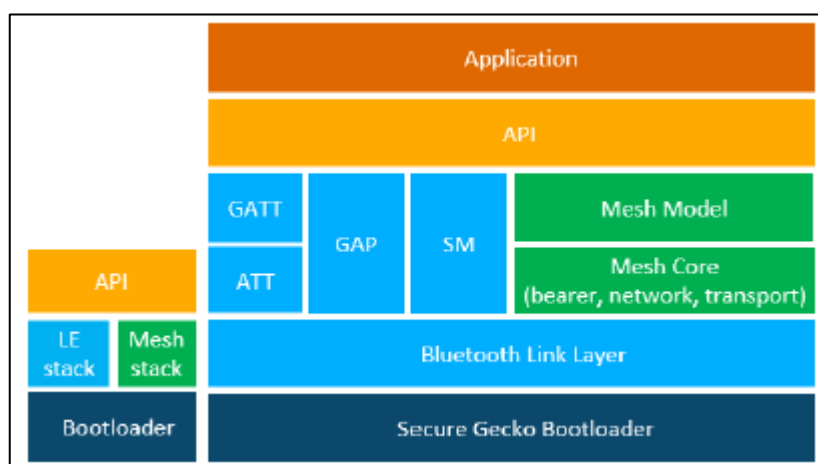 Application
API
GATT
GAP
SM
Mesh Model
ATT
Mesh Core
(bearer, network, transport)
API
LE
stack
Mesh
stack
Bluetooth Link Layer
Bootloader
Secure Gecko Bootloader